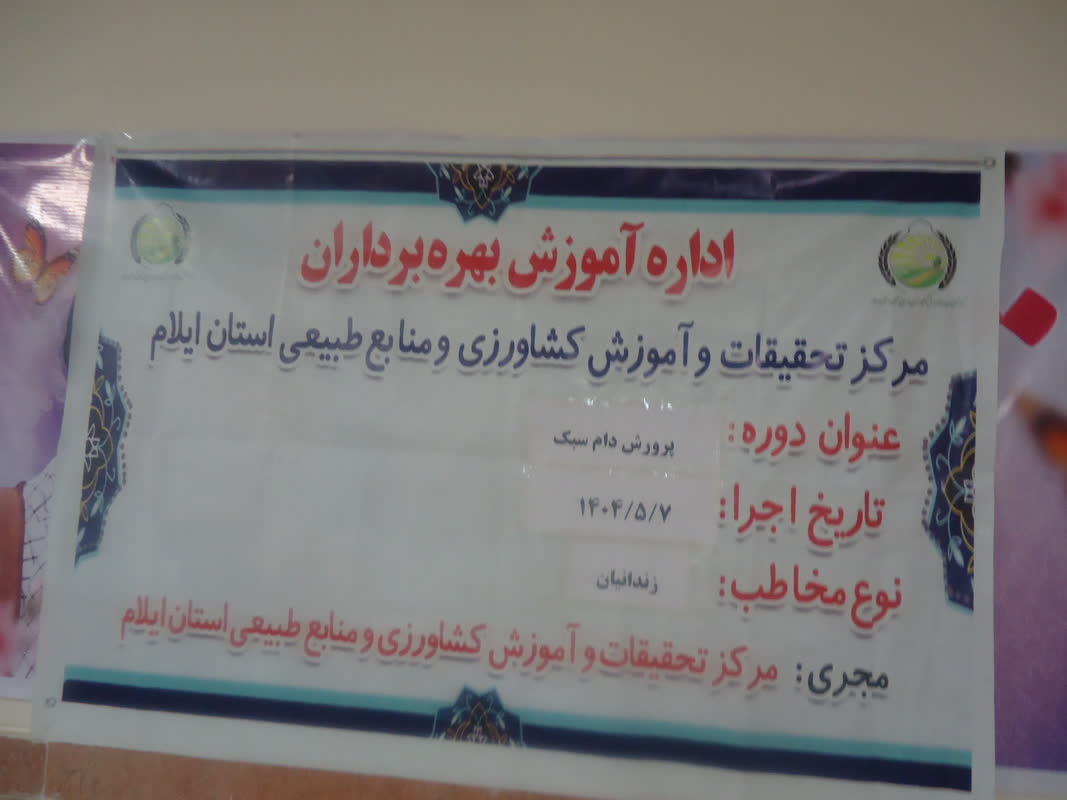 اداره آموزش بهره‌برداران
مرکز تحقیقات و آموزش کشاورزی و منابع طبیعی استان ایلام
عنوان دوره: پرورش دام سبک
تاریخ اجرا: ۱۴۰۴/۵/۷
نوع مخاطب: زندانیان
مجری: مرکز تحقیقات و آموزش کشاورزی و منابع طبیعی استان ایلام